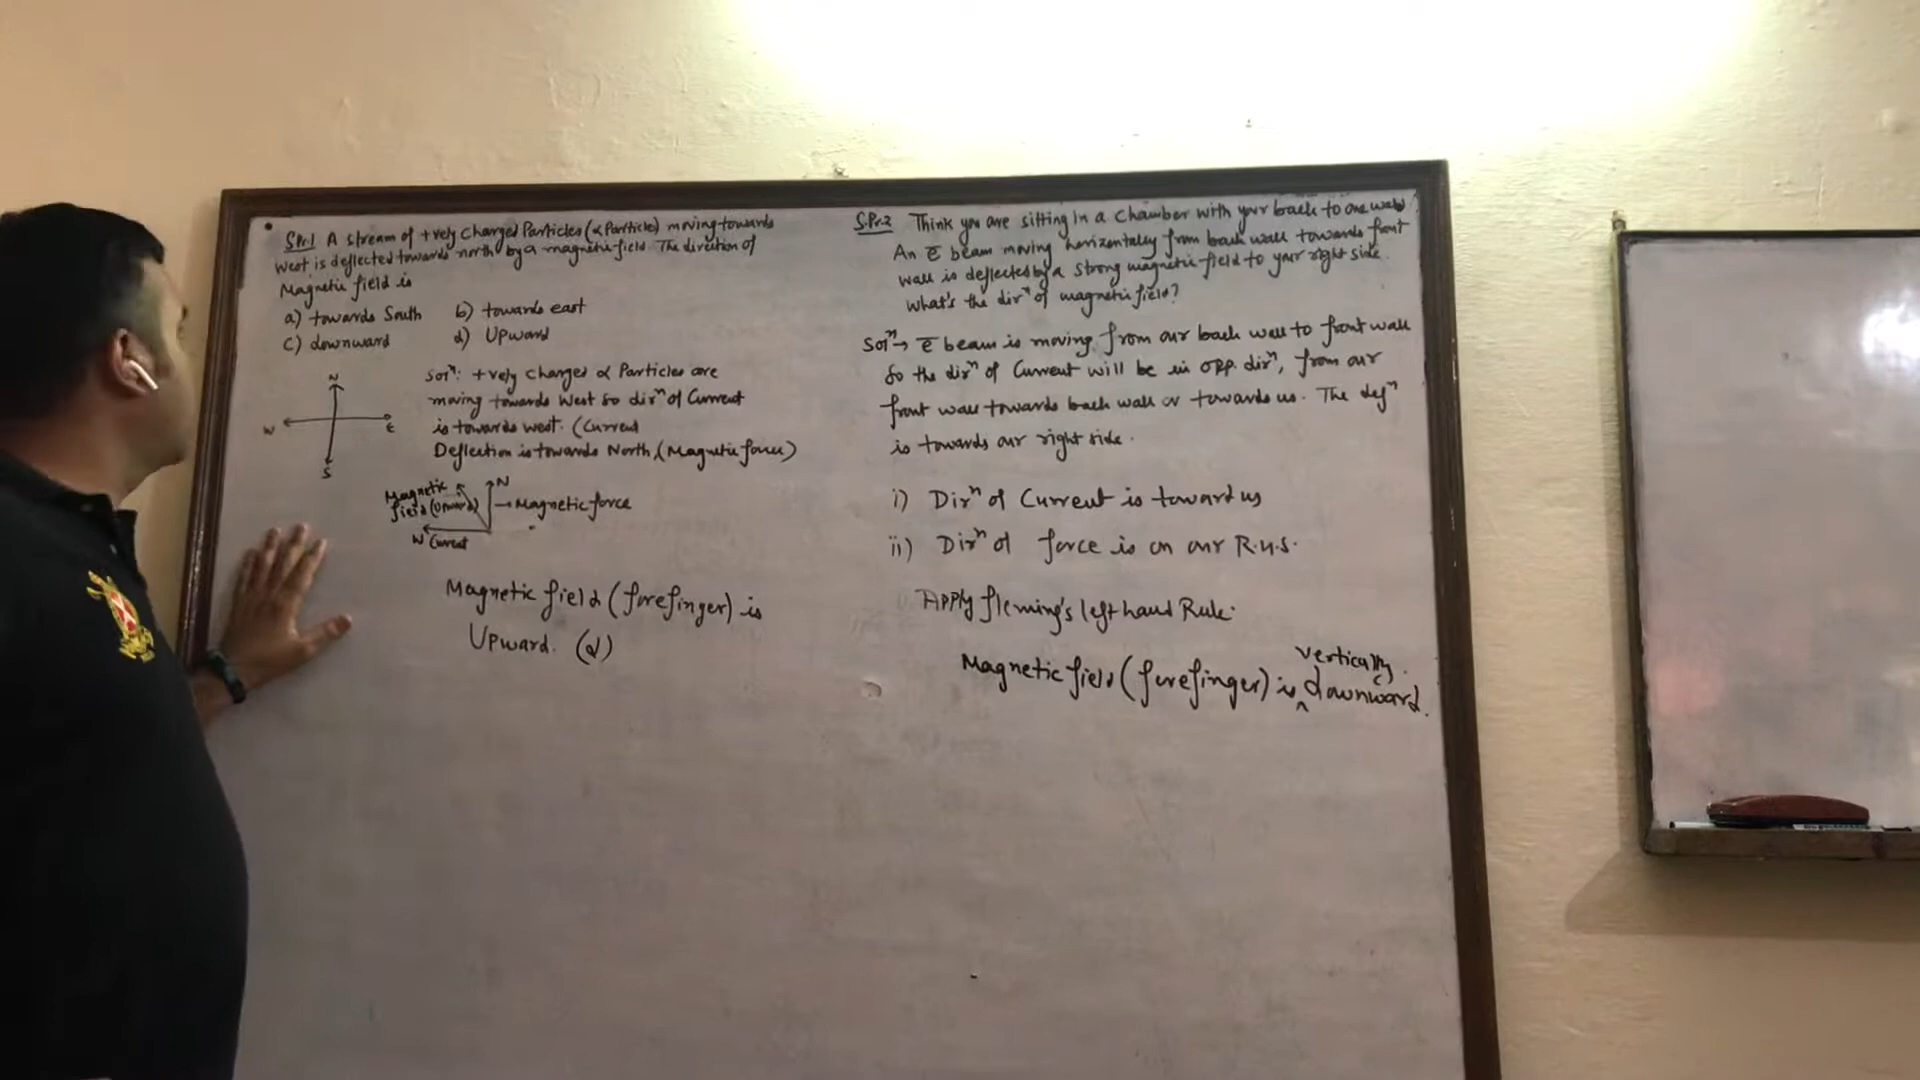 S.Pr.1 A stream of +vely charged Particles (α Particle) moving towards
West is deflected towards north by a magnetic field. The direction of
Magnetic field is
a) towards South b) towards east
c) downward d) Upward
N
W E
S
Solⁿ: +vely charged α Particles are
moving towards West so dirⁿ of Current
is towards west. (Current
Deflection is towards North, (Magnetic force)
Magnetic
field (Upward)
N
→ Magnetic force
W Current
Magnetic field (forefinger) is
Upward. (d)
S.Pr.2 Think you are sitting in a chamber with your back to one wall
An e̅ beam moving horizontally from back wall towards front
wall is deflected by a strong magnetic field to your right side.
What's the dirⁿ of magnetic field?
Solⁿ→ e̅ beam is moving from our back wall to front wall
so the dirⁿ of Current will be in opp. dirⁿ, from our
front wall towards back wall or towards us. The defⁿ
is towards our right side.
i) Dirⁿ of Current is toward us
ii) Dirⁿ of force is on our R.H.S.
Apply fleming's left hand Rule.
Magnetic field (forefinger) is vertically downward.